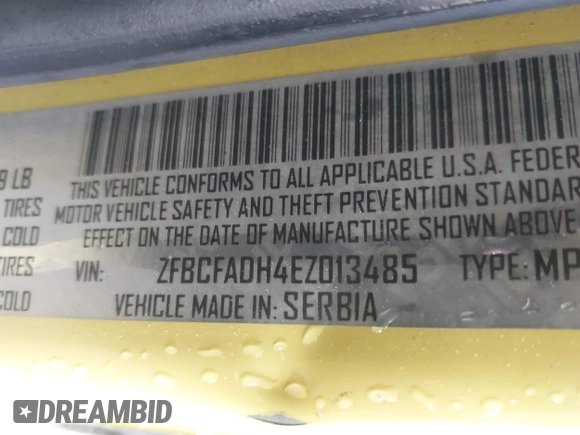 9 LB
THIS VEHICLE CONFORMS TO ALL APPLICABLE U.S.A. FEDER
TIRES MOTOR VEHICLE SAFETY AND THEFT PREVENTION STANDAR
COLD EFFECT ON THE DATE OF MANUFACTURE SHOWN ABOVE.
TIRES VIN: ZFBCFADH4EZ013485 TYPE: MP
COLD VEHICLE MADE IN: SERBIA
DREAMBID